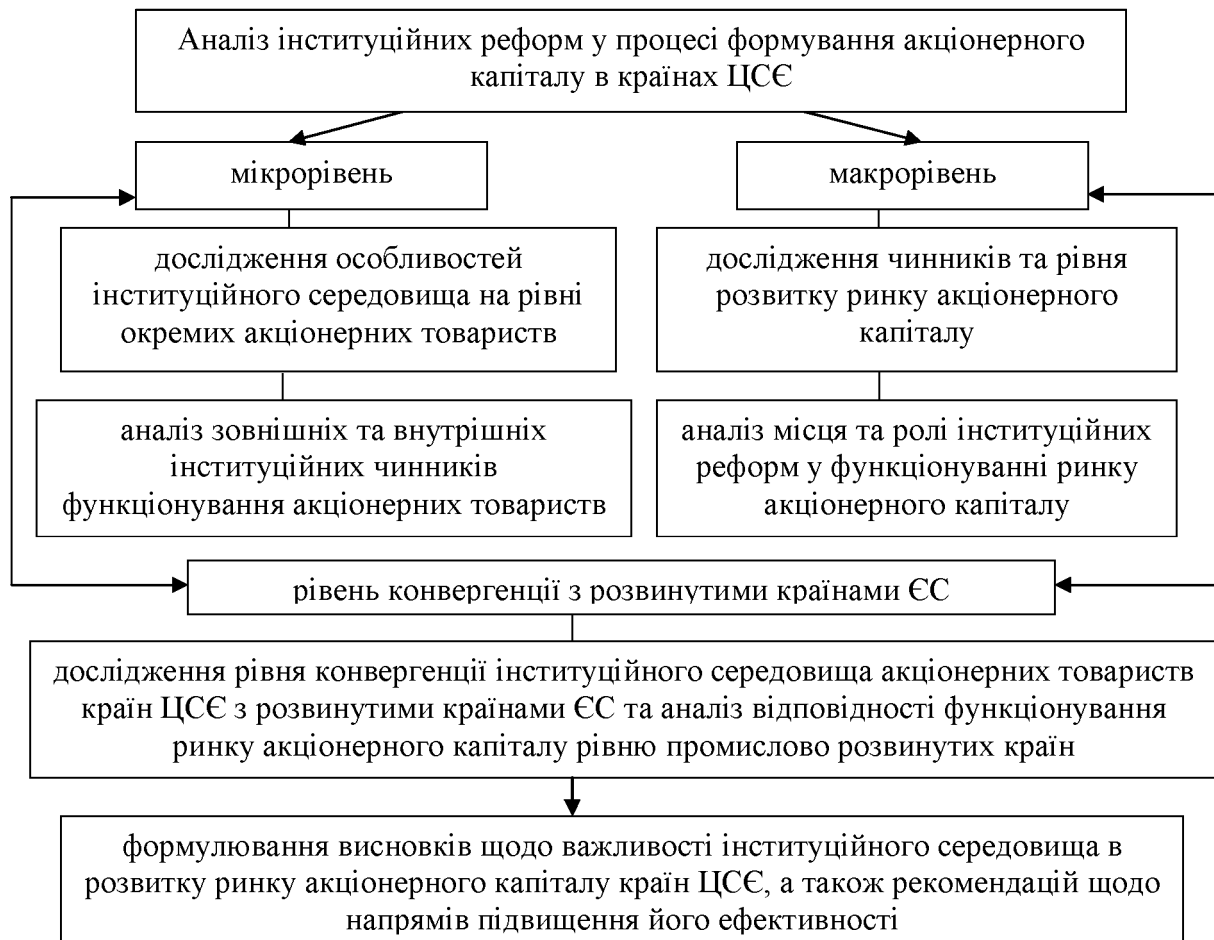 Аналіз інституційних реформ у процесі формування акціонерного
капіталу в країнах ЦСЄ
мікрорівень
макрорівень
дослідження особливостей
інституційного середовища на рівні
окремих акціонерних товариств
дослідження чинників та рівня
розвитку ринку акціонерного
капіталу
аналіз зовнішніх та внутрішніх
інституційних чинників
функціонування акціонерних товариств
аналіз місця та ролі інституційних
реформ у функціонуванні ринку
акціонерного капіталу
рівень конвергенції з розвинутими країнами ЄС
дослідження рівня конвергенції інституційного середовища акціонерних товариств
країн ЦСЄ з розвинутими країнами ЄС та аналіз відповідності функціонування
ринку акціонерного капіталу рівню промислово розвинутих країн
формулювання висновків щодо важливості інституційного середовища в
розвитку ринку акціонерного капіталу країн ЦСЄ, а також рекомендацій щодо
напрямів підвищення його ефективності